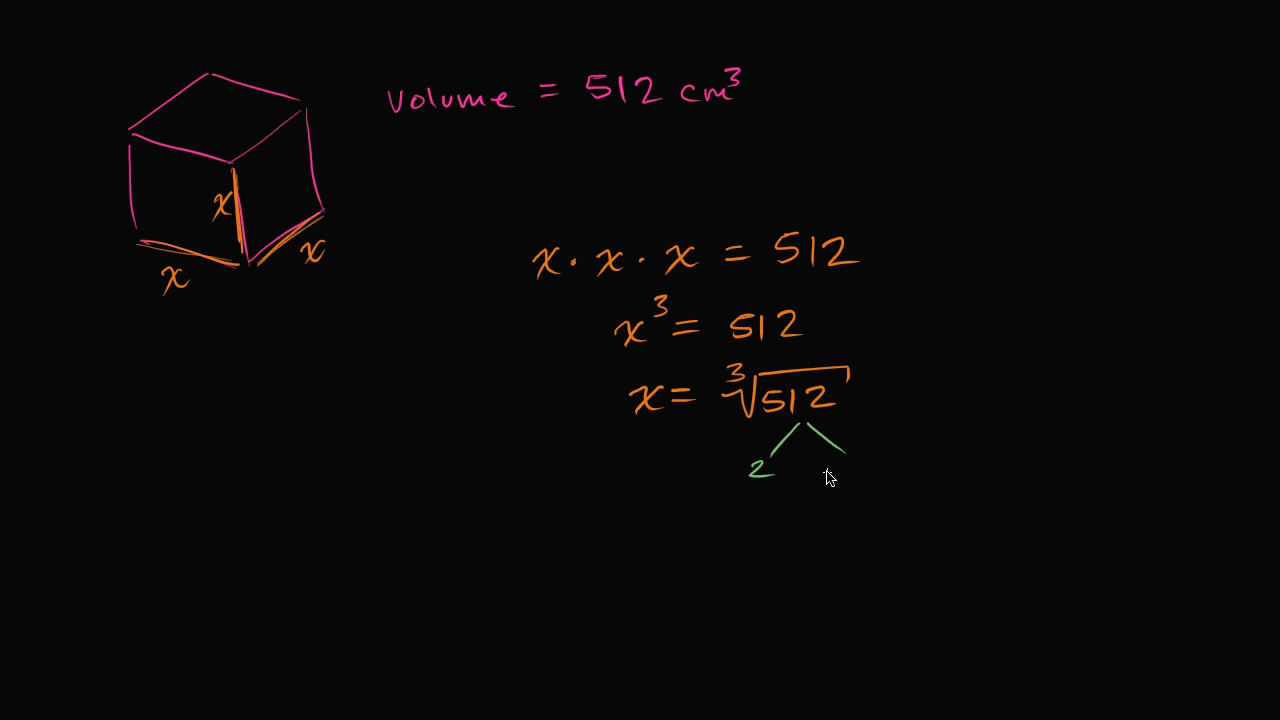 volume = 512 cm³
x
x
x
x · x · x = 512
x³ = 512
x = ∛512
2